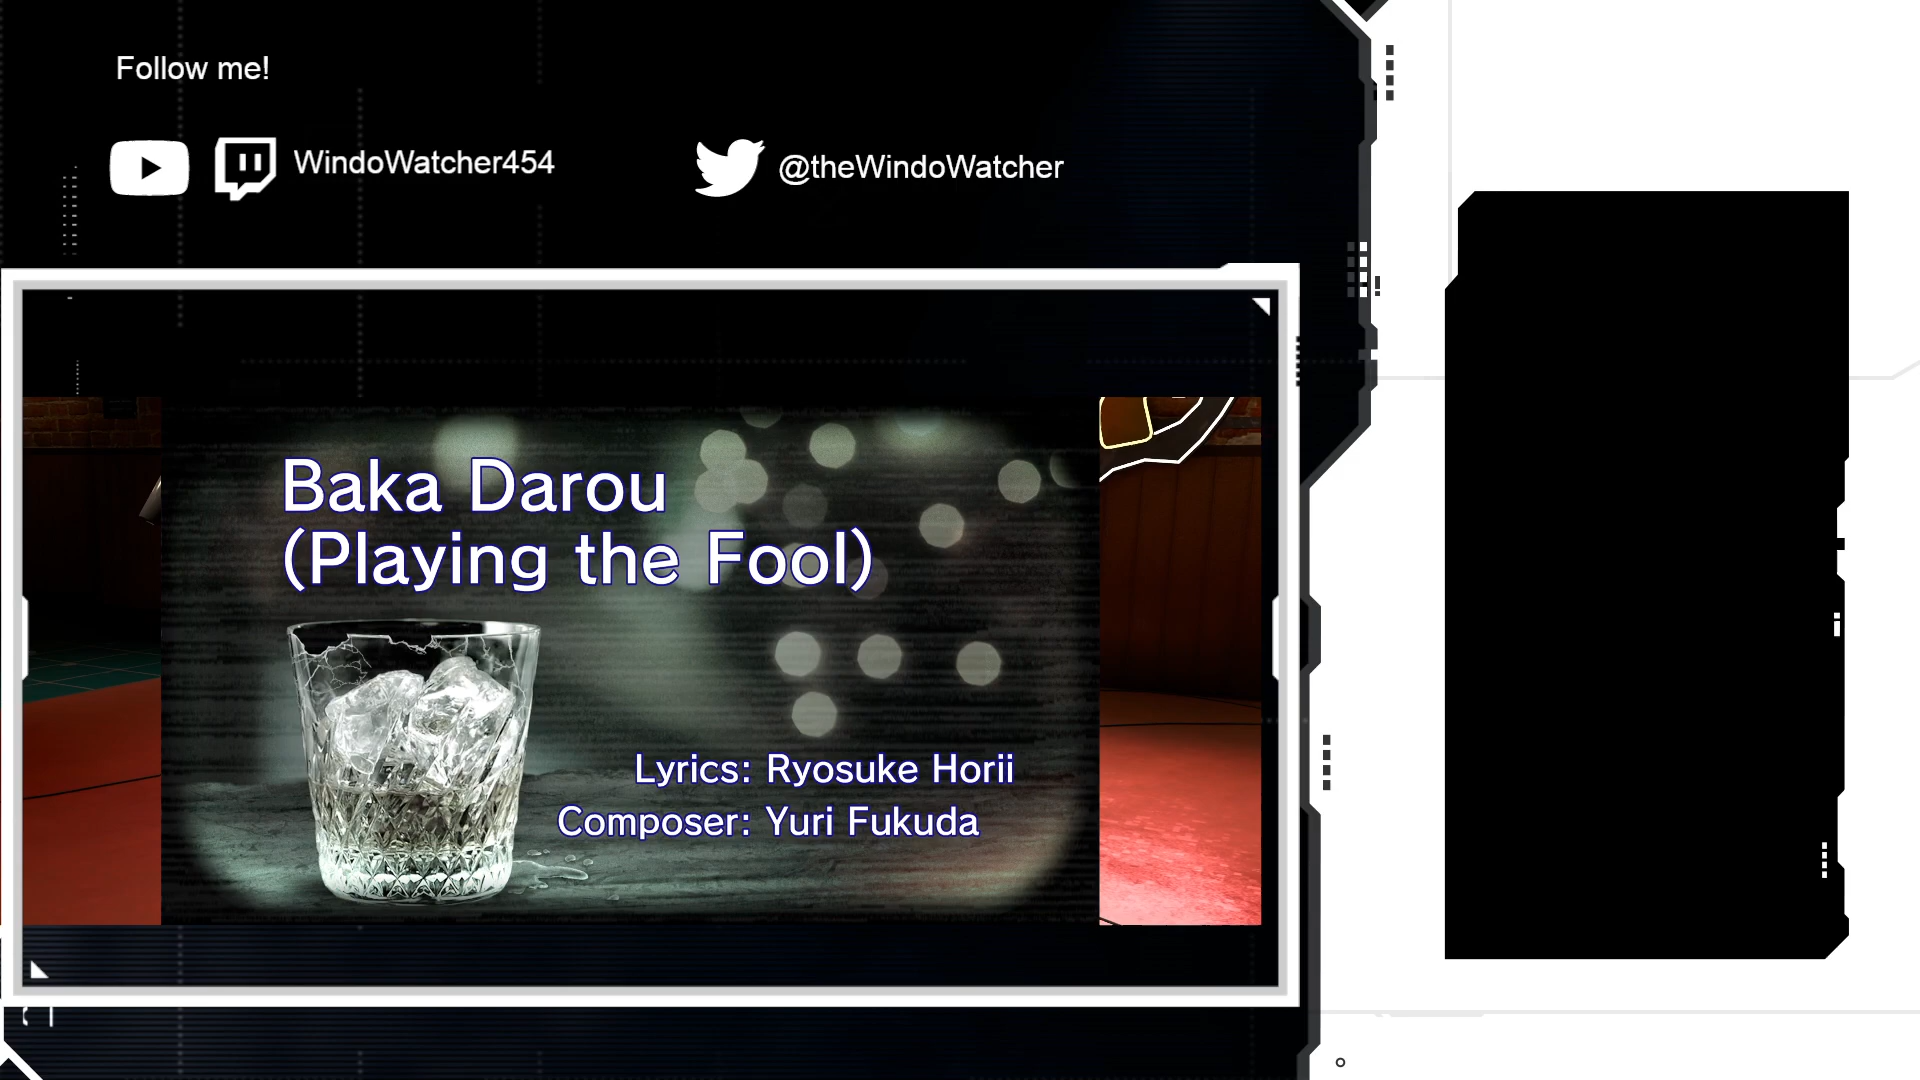 Follow me!
WindoWatcher454
@theWindoWatcher
Baka Darou
(Playing the Fool)
Lyrics: Ryosuke Horii
Composer: Yuri Fukuda